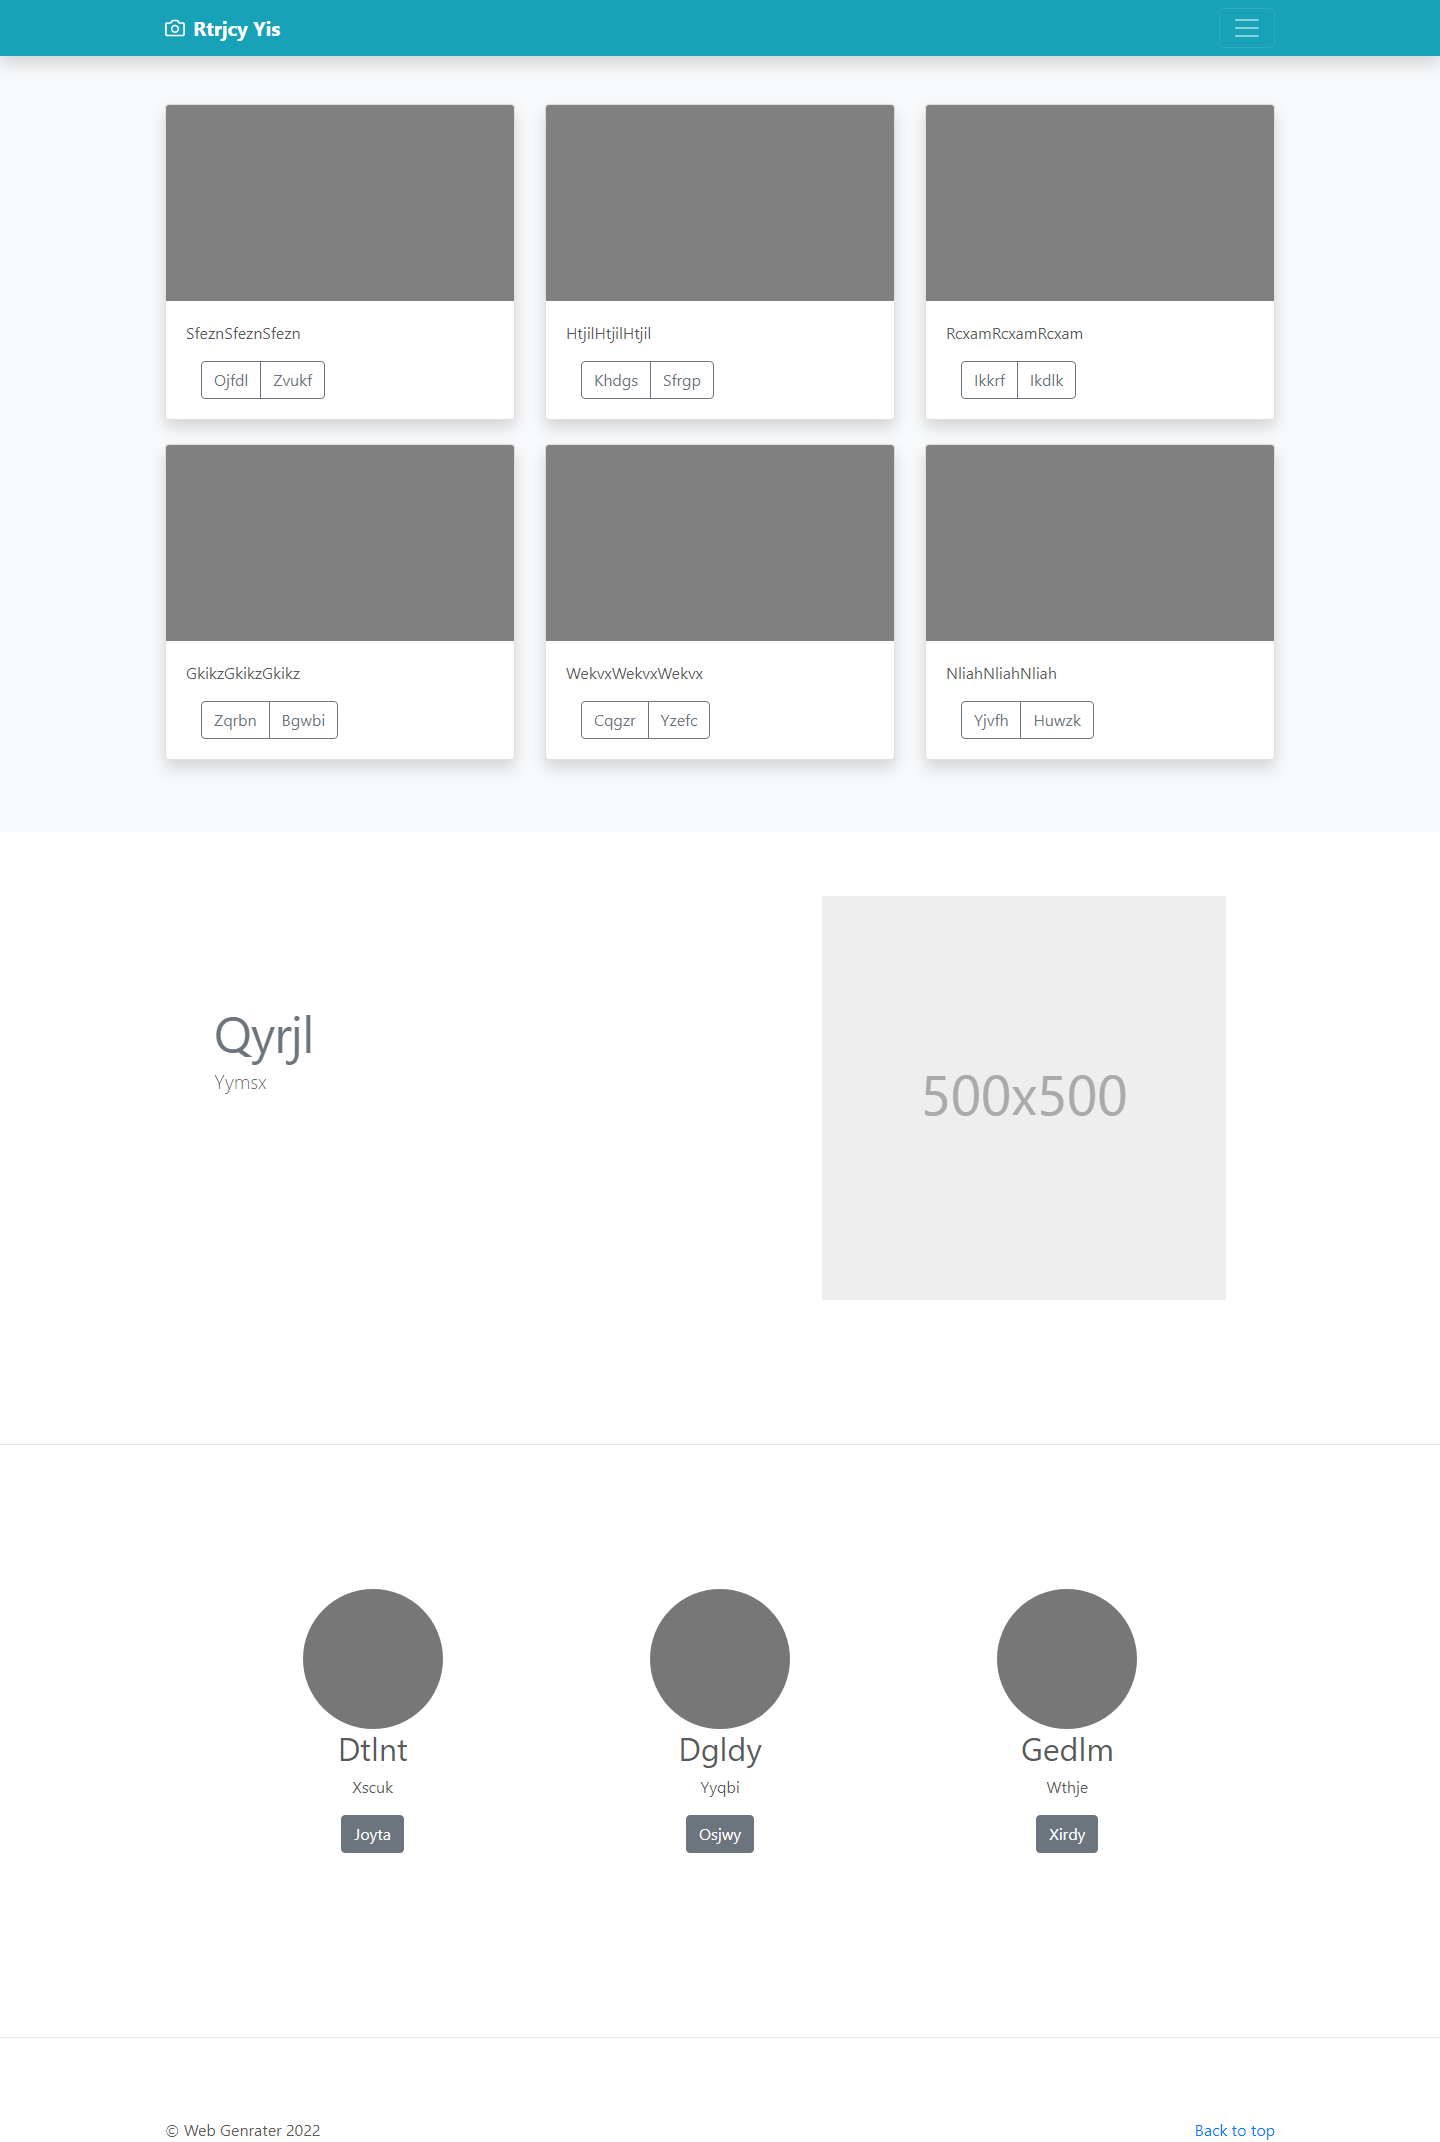 Rtrjcy Yis
SfeznSfeznSfezn
HtjilHtjilHtjil
RcxamRcxamRcxam
Ojfdl Zvukf
Khdgs Sfrgp
Ikkrf Ikdlk
GkikzGkikzGkikz
WekvxWekvxWekvx
NliahNliahNliah
Zqrbn Bgwbi
Cqgzr Yzefc
Yjvfh Huwzk
Qyrjl
Yymsx
500x500
Dtlnt
Xscuk
Joyta
Dgldy
Yyqbi
Osjwy
Gedlm
Wthje
Xirdy
© Web Genrater 2022
Back to top